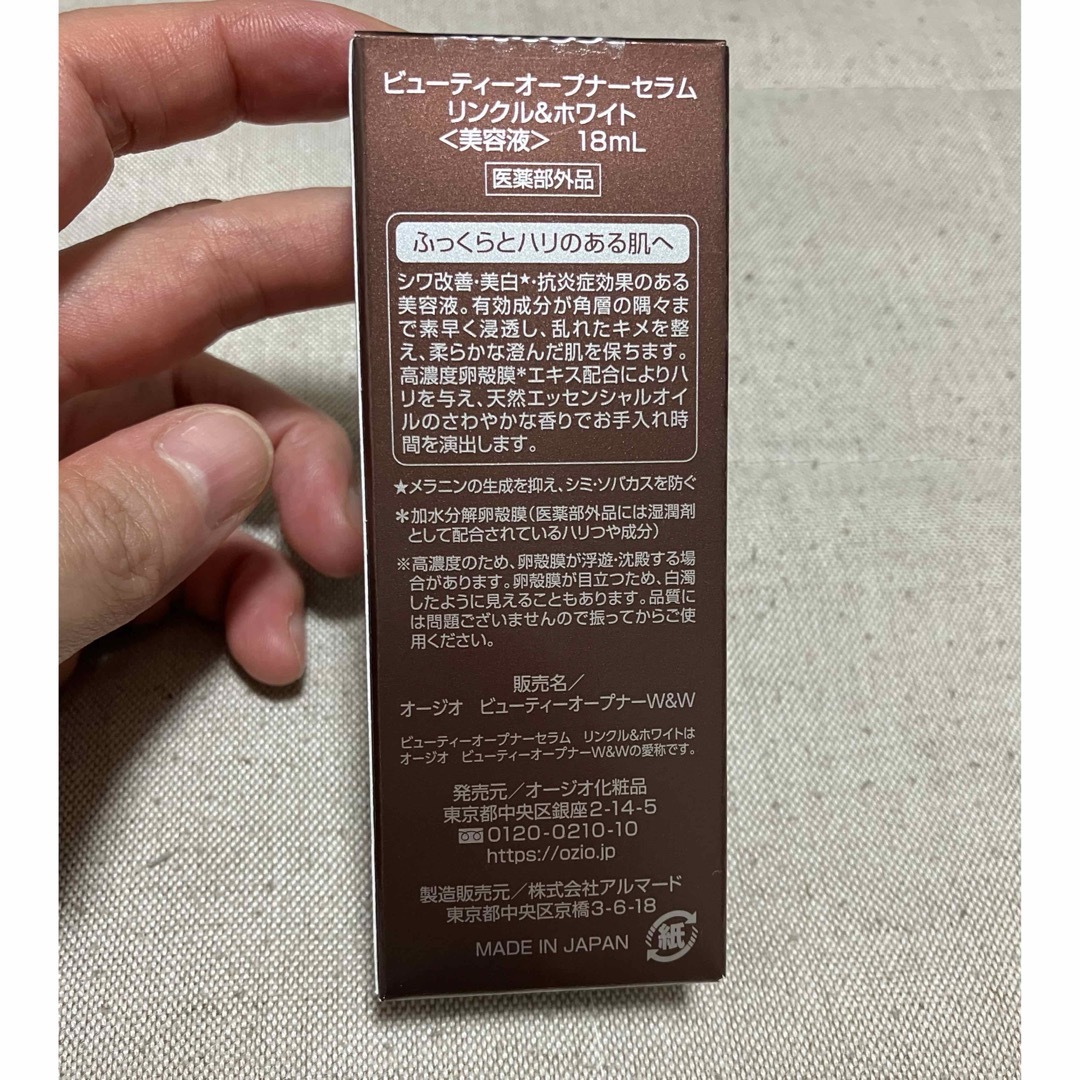 ビューティーオープナーセラム
リンクル&ホワイト
<美容液> 18mL
医薬部外品
ふっくらとハリのある肌へ
シワ改善・美白★・抗炎症効果のある
美容液。有効成分が角層の隅々ま
で素早く浸透し、乱れたキメを整
え、柔らかな澄んだ肌を保ちます。
高濃度卵殻膜*エキス配合によりハ
リを与え、天然エッセンシャルオイ
ルのさわやかな香りでお手入れ時
間を演出します。
★メラニンの生成を抑え、シミ・ソバカスを防ぐ
*加水分解卵殻膜(医薬部外品には湿潤剤
として配合されているハリつや成分)
※高濃度のため、卵殻膜が浮遊・沈殿する場
合があります。卵殻膜が目立つため、白濁
したように見えることもあります。品質に
は問題ございませんので振ってからご使
用ください。
販売名/
オージオ ビューティーオープナーW&W
ビューティーオープナーセラム リンクル&ホワイトは
オージオ ビューティーオープナーW&Wの愛称です。
発売元/オージオ化粧品
東京都中央区銀座2-14-5
0120-0210-10
https://ozio.jp
製造販売元/株式会社アルマード
東京都中央区京橋3-6-18
MADE IN JAPAN 紙